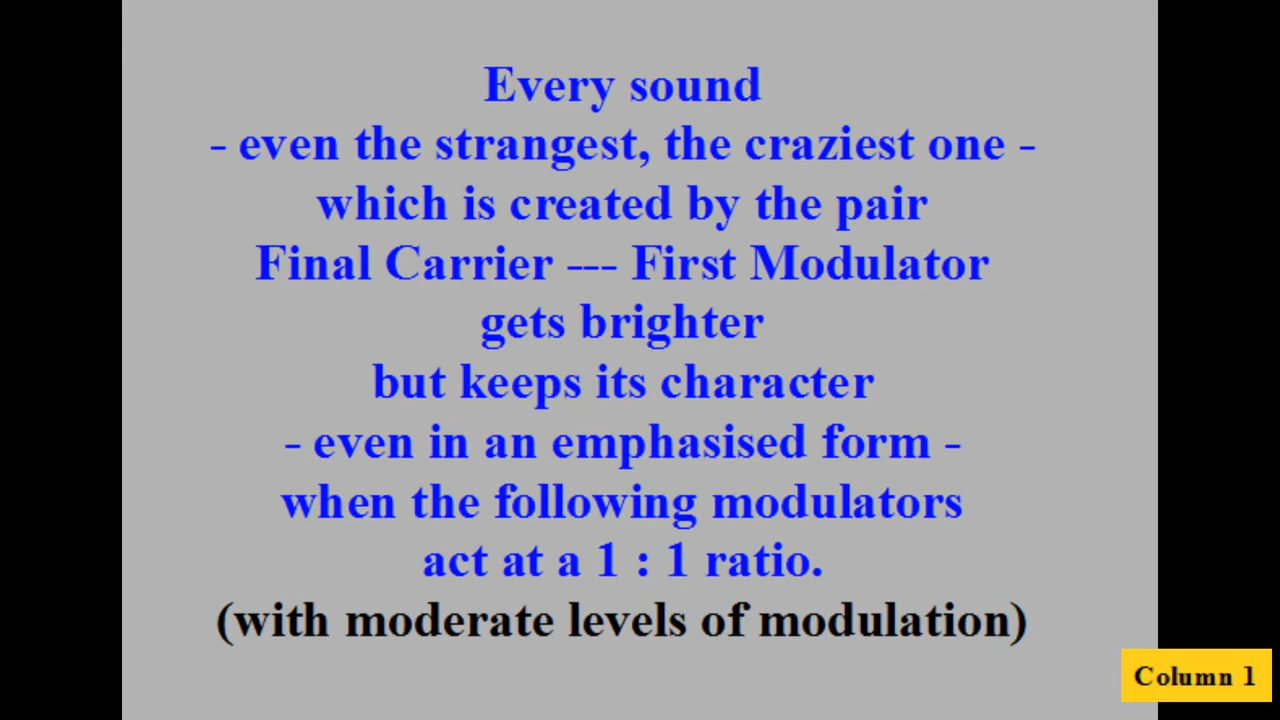 Every sound
- even the strangest, the craziest one -
which is created by the pair
Final Carrier --- First Modulator
gets brighter
but keeps its character
- even in an emphasised form -
when the following modulators
act at a 1 : 1 ratio.
(with moderate levels of modulation)
Column 1